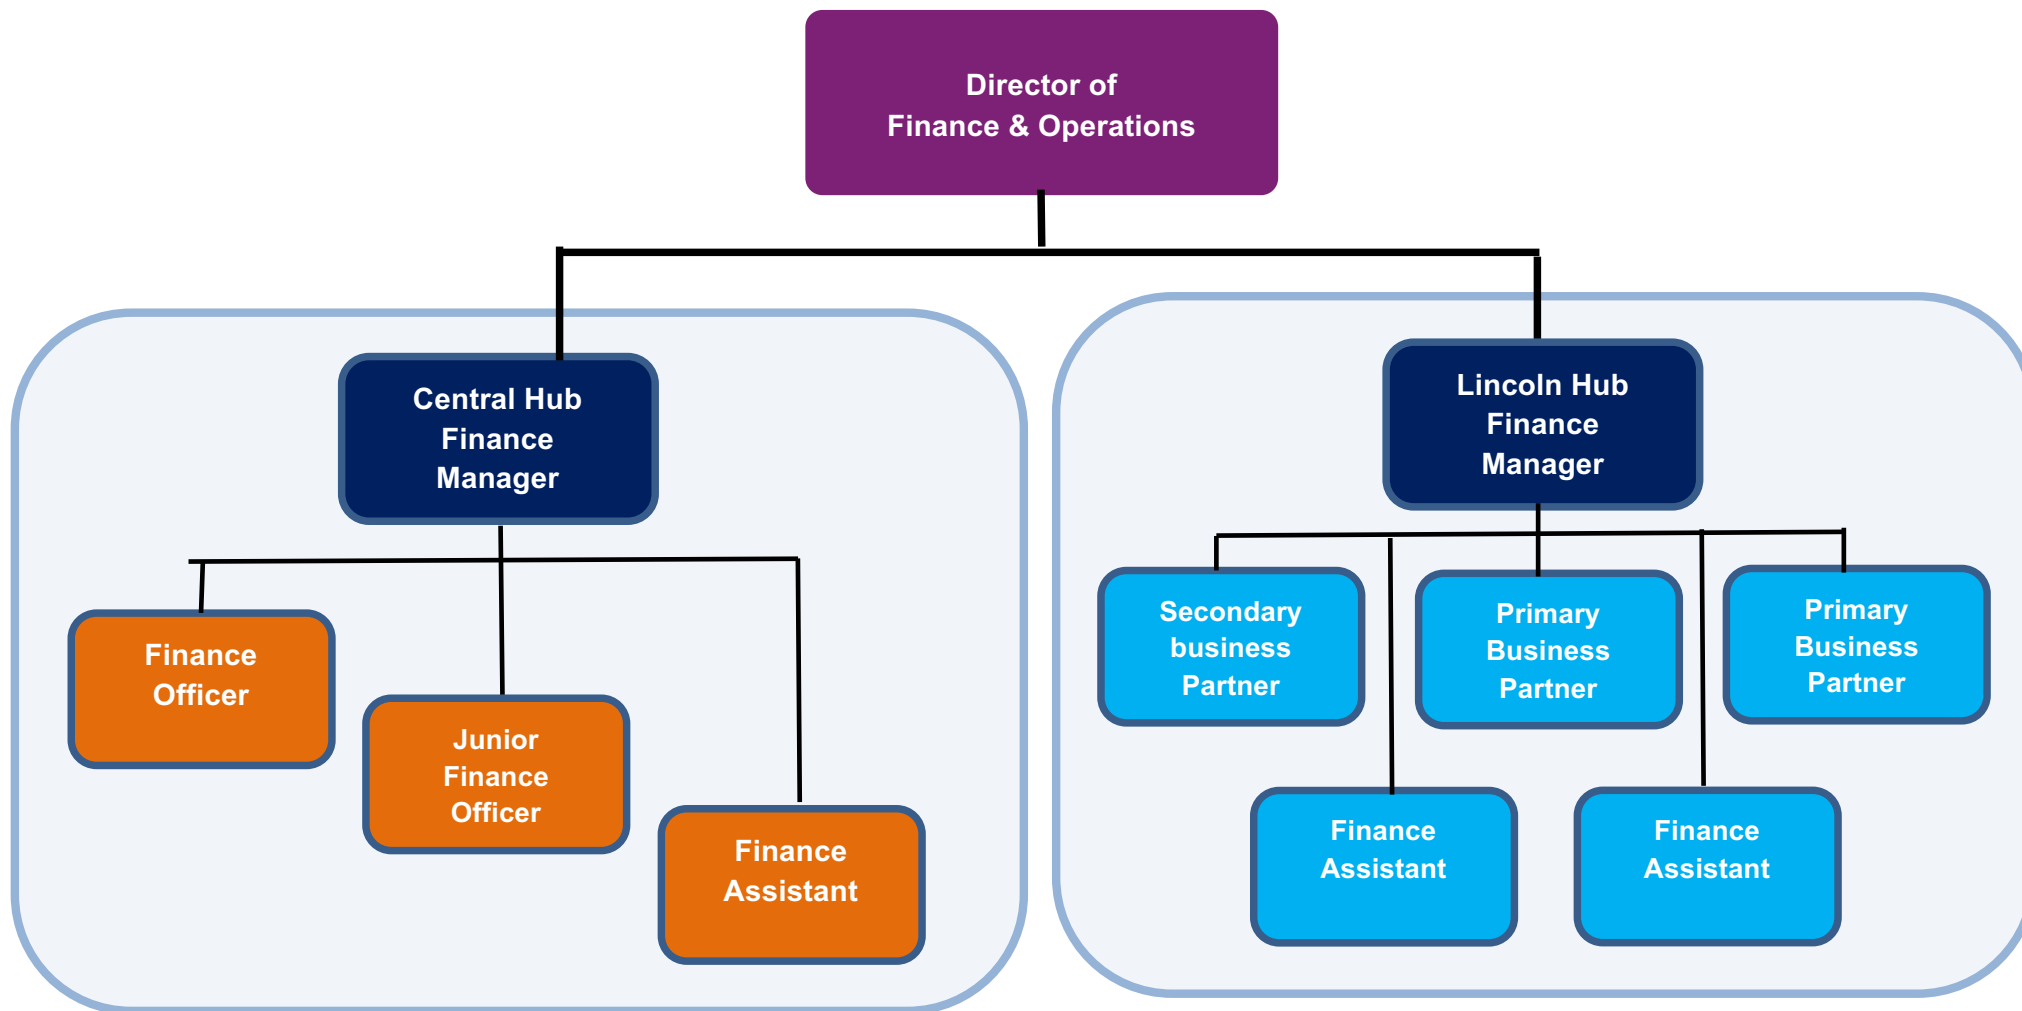 Director of
Finance & Operations
Central Hub
Finance
Manager
Lincoln Hub
Finance
Manager
Finance
Officer
Junior
Finance
Officer
Finance
Assistant
Secondary
business
Partner
Primary
Business
Partner
Primary
Business
Partner
Finance
Assistant
Finance
Assistant